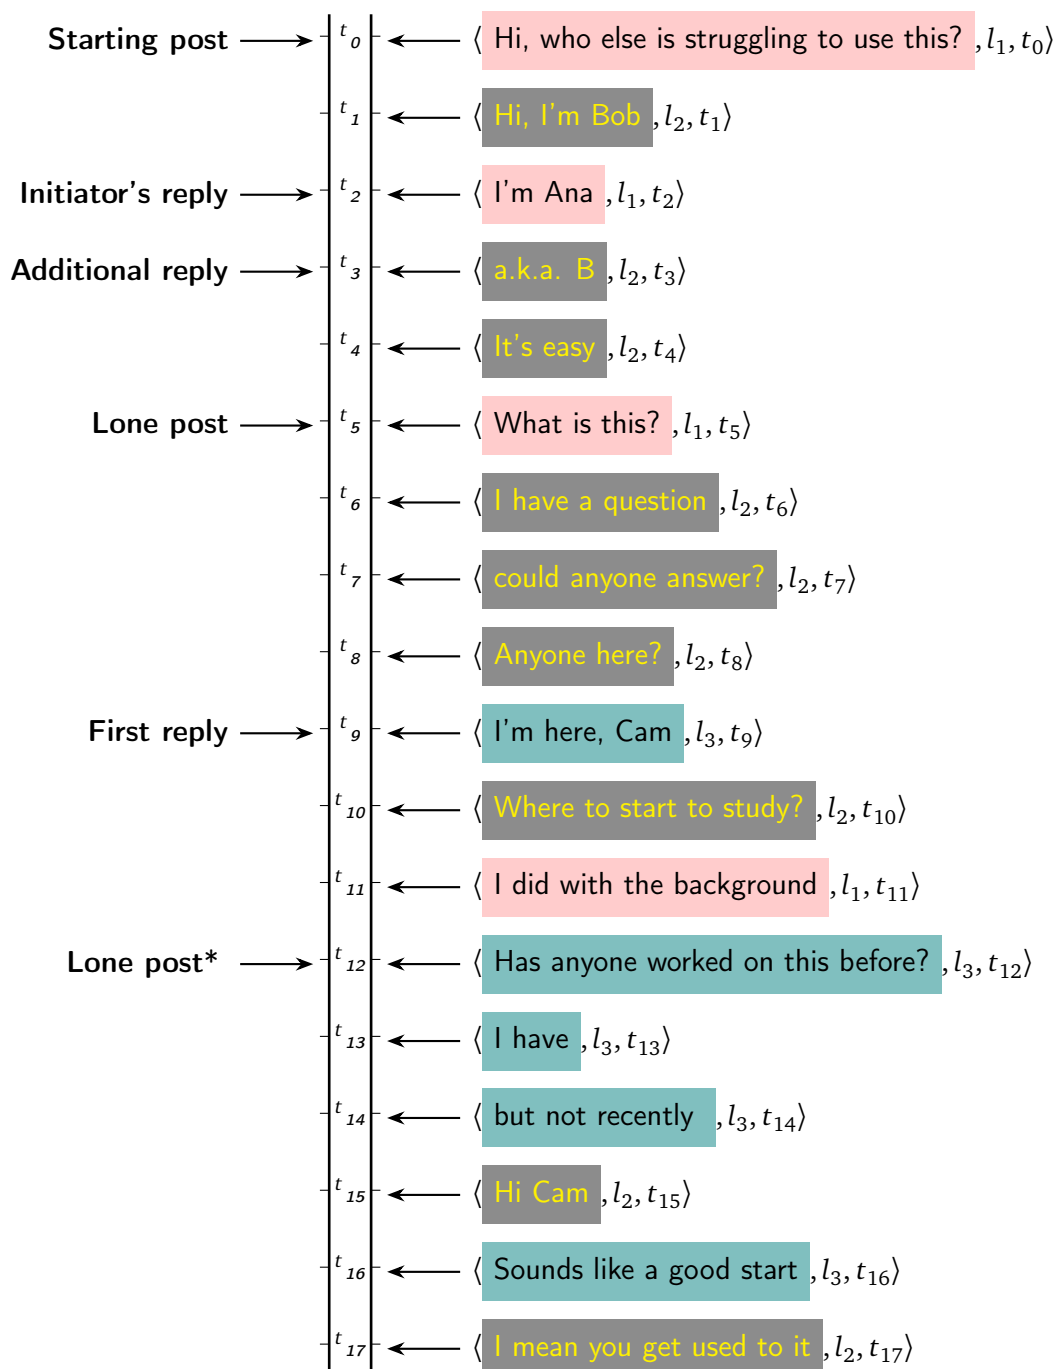 Starting post t0 ⟨ Hi, who else is struggling to use this? , l1, t0⟩
t1 ⟨ Hi, I'm Bob , l2, t1⟩
Initiator's reply t2 ⟨ I'm Ana , l1, t2⟩
Additional reply t3 ⟨ a.k.a. B , l2, t3⟩
t4 ⟨ It's easy , l2, t4⟩
Lone post t5 ⟨ What is this? , l1, t5⟩
t6 ⟨ I have a question , l2, t6⟩
t7 ⟨ could anyone answer? , l2, t7⟩
t8 ⟨ Anyone here? , l2, t8⟩
First reply t9 ⟨ I'm here, Cam , l3, t9⟩
t10 ⟨ Where to start to study? , l2, t10⟩
t11 ⟨ I did with the background , l1, t11⟩
Lone post* t12 ⟨ Has anyone worked on this before? , l3, t12⟩
t13 ⟨ I have , l3, t13⟩
t14 ⟨ but not recently , l3, t14⟩
t15 ⟨ Hi Cam , l2, t15⟩
t16 ⟨ Sounds like a good start , l3, t16⟩
t17 ⟨ I mean you get used to it , l2, t17⟩